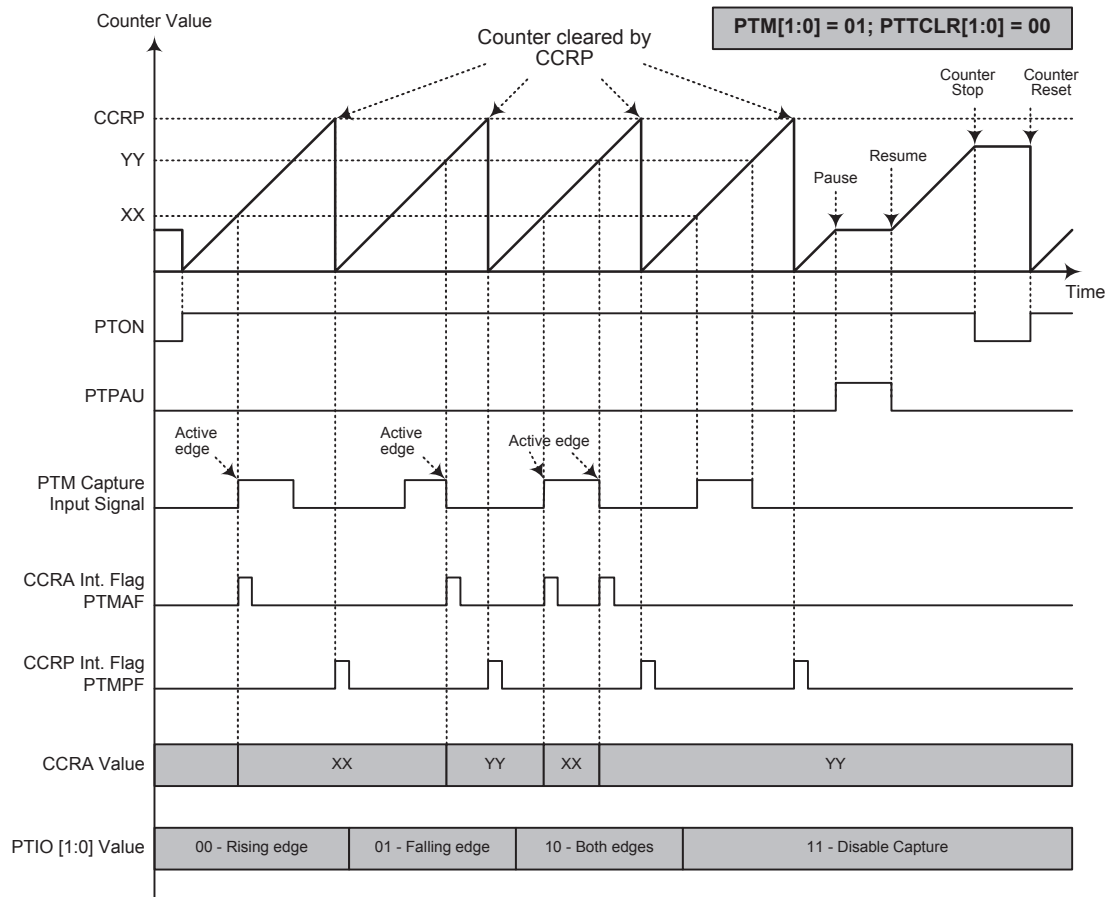 Counter Value
PTM[1:0] = 01; PTTCLR[1:0] = 00
Counter cleared by
CCRP
Counter
Stop
Counter
Reset
CCRP
YY
XX
Pause
Resume
Time
PTON
PTPAU
Active
edge
Active
edge
Active edge
PTM Capture
Input Signal
CCRA Int. Flag
PTMAF
CCRP Int. Flag
PTMPF
CCRA Value
XX
YY
XX
YY
PTIO [1:0] Value
00 - Rising edge
01 - Falling edge
10 - Both edges
11 - Disable Capture